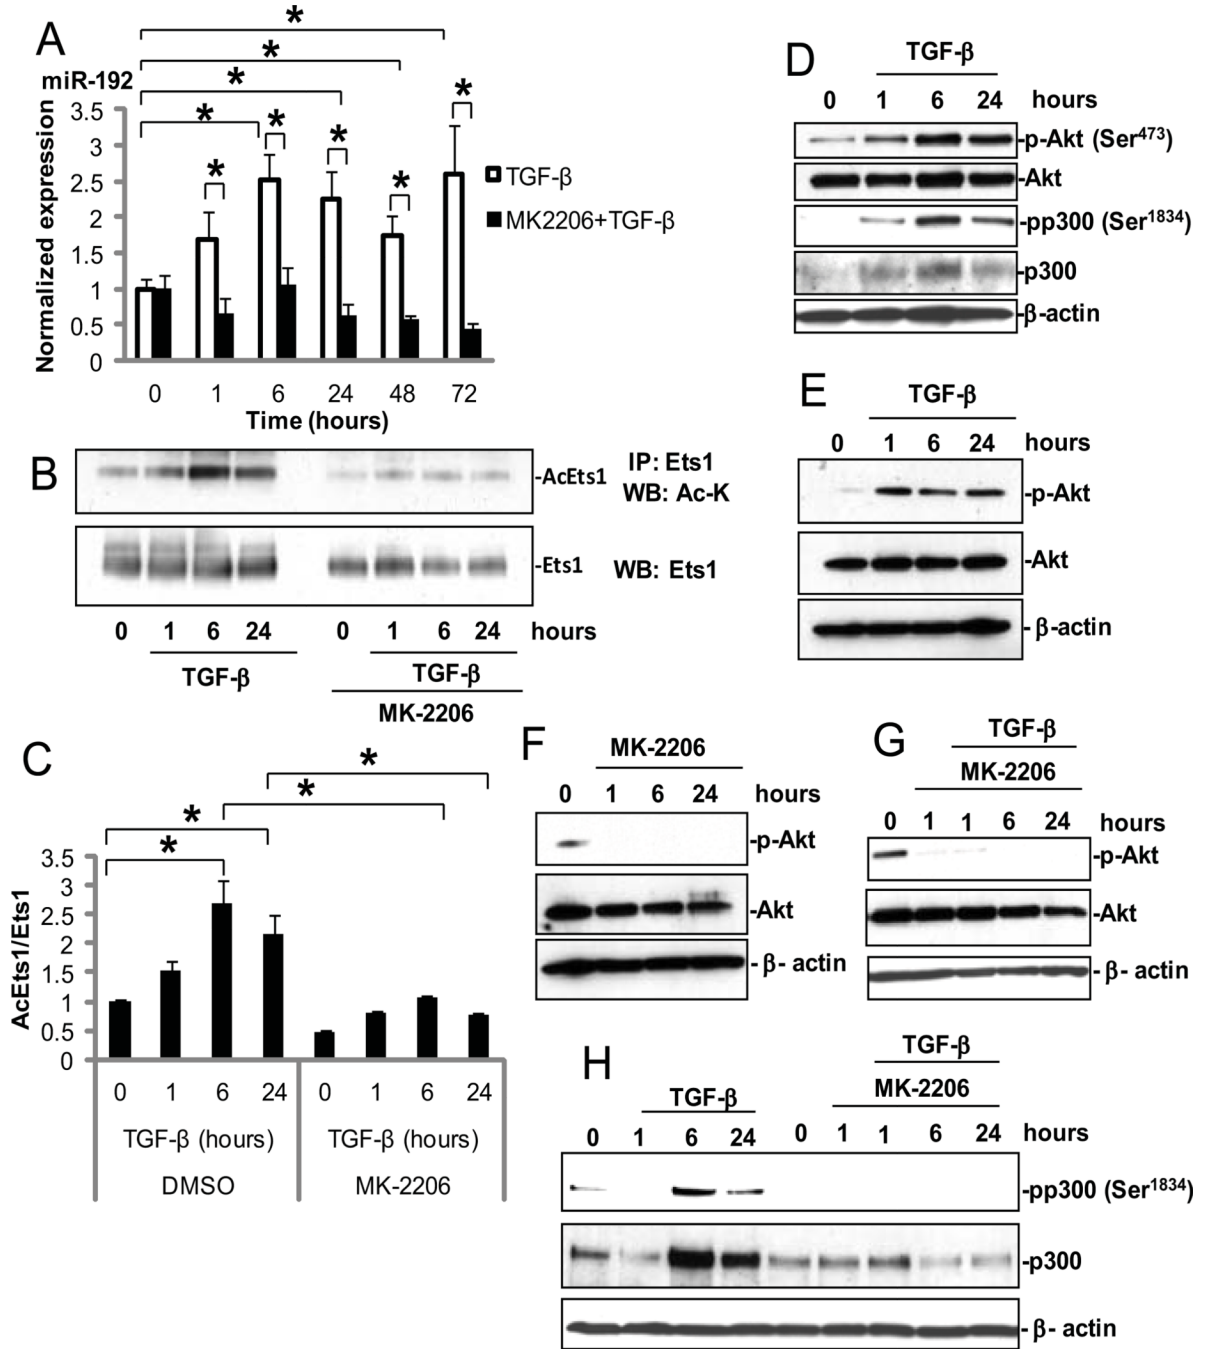 A
miR-192
Normalized expression
3.5
3
2.5
2
1.5
1
0.5
0
* * * * * * * * *
TGF-β
MK2206+TGF-β
0 1 6 24 48 72
Time (hours)
B
-AcEts1
IP: Ets1
WB: Ac-K
-Ets1
WB: Ets1
0 1 6 24 0 1 6 24 hours
TGF-β TGF-β
MK-2206
C
AcEts1/Ets1
3.5
3
2.5
2
1.5
1
0.5
0
* * * *
0 1 6 24 0 1 6 24
TGF-β (hours) TGF-β (hours)
DMSO MK-2206
D
TGF-β
0 1 6 24 hours
-p-Akt (Ser473)
-Akt
-pp300 (Ser1834)
-p300
-β-actin
E
TGF-β
0 1 6 24 hours
-p-Akt
-Akt
- β-actin
F
MK-2206
0 1 6 24 hours
-p-Akt
-Akt
- β- actin
G
TGF-β
MK-2206
0 1 1 6 24 hours
-p-Akt
-Akt
- β- actin
H
TGF-β
TGF-β MK-2206
0 1 6 24 0 1 1 6 24 hours
-pp300 (Ser1834)
-p300
- β- actin